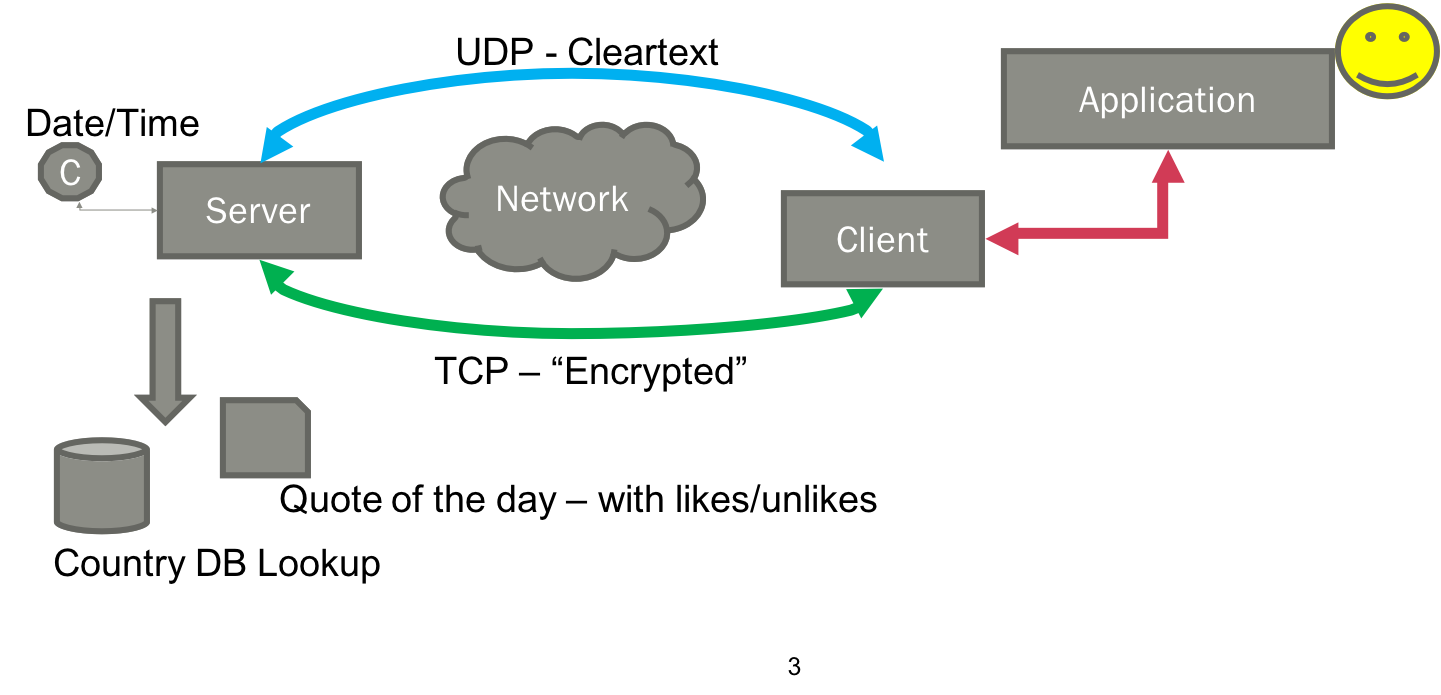 UDP - Cleartext
Application
Date/Time
C
Server
Network
Client
TCP – “Encrypted”
Quote of the day – with likes/unlikes
Country DB Lookup
3